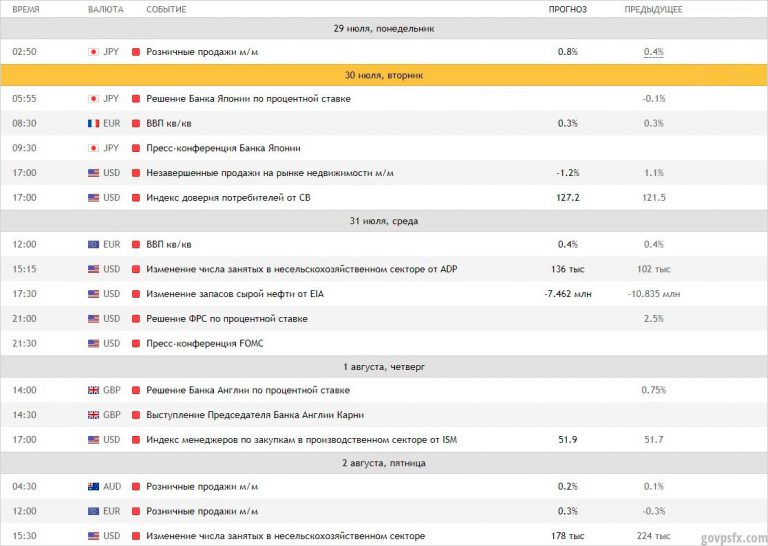 ВРЕМЯ ВАЛЮТА СОБЫТИЕ ПРОГНОЗ ПРЕДЫДУЩЕЕ
29 июля, понедельник
02:50 JPY Розничные продажи м/м 0.8% 0.4%
30 июля, вторник
05:55 JPY Решение Банка Японии по процентной ставке -0.1%
08:30 EUR ВВП кв/кв 0.3% 0.3%
09:30 JPY Пресс-конференция Банка Японии
17:00 USD Незавершенные продажи на рынке недвижимости м/м -1.2% 1.1%
17:00 USD Индекс доверия потребителей от CB 127.2 121.5
31 июля, среда
12:00 EUR ВВП кв/кв 0.4% 0.4%
15:15 USD Изменение числа занятых в несельскохозяйственном секторе от ADP 136 тыс 102 тыс
17:30 USD Изменение запасов сырой нефти от EIA -7.462 млн -10.835 млн
21:00 USD Решение ФРС по процентной ставке 2.5%
21:30 USD Пресс-конференция FOMC
1 августа, четверг
14:00 GBP Решение Банка Англии по процентной ставке 0.75%
14:30 GBP Выступление Председателя Банка Англии Карни
17:00 USD Индекс менеджеров по закупкам в производственном секторе от ISM 51.9 51.7
2 августа, пятница
04:30 AUD Розничные продажи м/м 0.2% 0.1%
12:00 EUR Розничные продажи м/м 0.3% -0.3%
15:30 USD Изменение числа занятых в несельскохозяйственном секторе 178 тыс 224 тыс
govpsfx.com